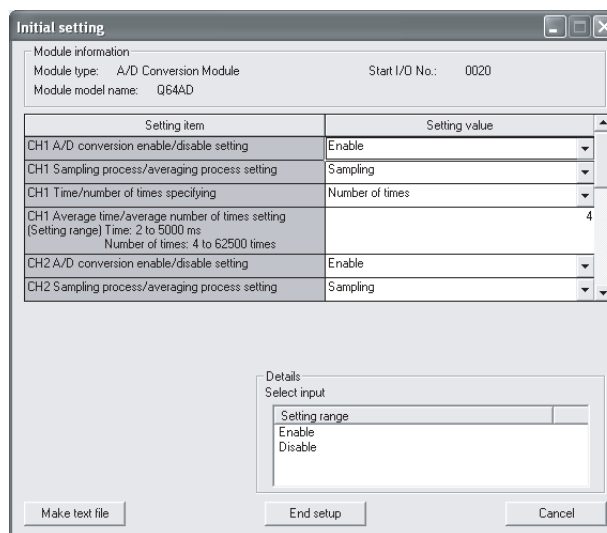 Initial setting
Module information
Module type: A/D Conversion Module Start I/O No.: 0020
Module model name: Q64AD
Setting item Setting value
CH1 A/D conversion enable/disable setting Enable
CH1 Sampling process/averaging process setting Sampling
CH1 Time/number of times specifying Number of times
CH1 Average time/average number of times setting 4
(Setting range) Time: 2 to 5000 ms
Number of times: 4 to 62500 times
CH2 A/D conversion enable/disable setting Enable
CH2 Sampling process/averaging process setting Sampling
Details
Select input
Setting range
Enable
Disable
Make text file End setup Cancel